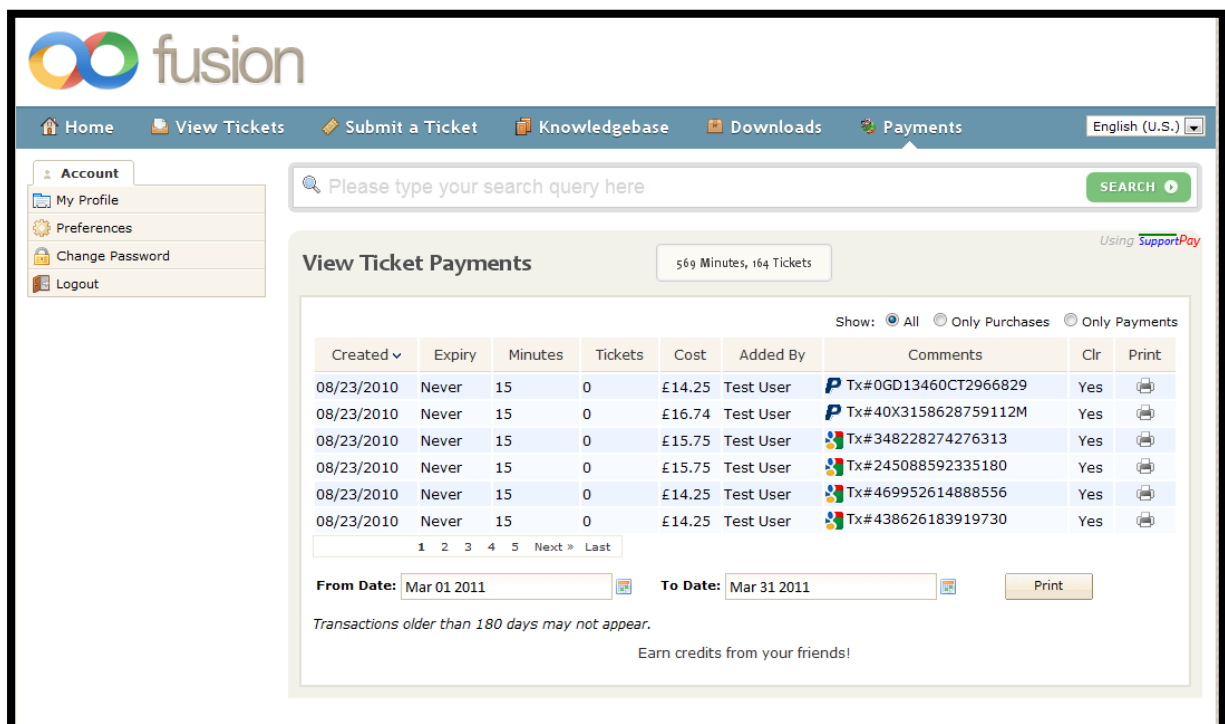 fusion
Home View Tickets Submit a Ticket Knowledgebase Downloads Payments English (U.S.)
Account
My Profile
Preferences
Change Password
Logout
Please type your search query here SEARCH
Using SupportPay
View Ticket Payments 569 Minutes, 164 Tickets
Show: All Only Purchases Only Payments
Created Expiry Minutes Tickets Cost Added By Comments Clr Print
08/23/2010 Never 15 0 £14.25 Test User Tx#0GD13460CT2966829 Yes
08/23/2010 Never 15 0 £16.74 Test User Tx#40X3158628759112M Yes
08/23/2010 Never 15 0 £15.75 Test User Tx#348228274276313 Yes
08/23/2010 Never 15 0 £15.75 Test User Tx#245088592335180 Yes
08/23/2010 Never 15 0 £14.25 Test User Tx#469952614888556 Yes
08/23/2010 Never 15 0 £14.25 Test User Tx#438626183919730 Yes
1 2 3 4 5 Next » Last
From Date: Mar 01 2011 To Date: Mar 31 2011 Print
Transactions older than 180 days may not appear.
Earn credits from your friends!